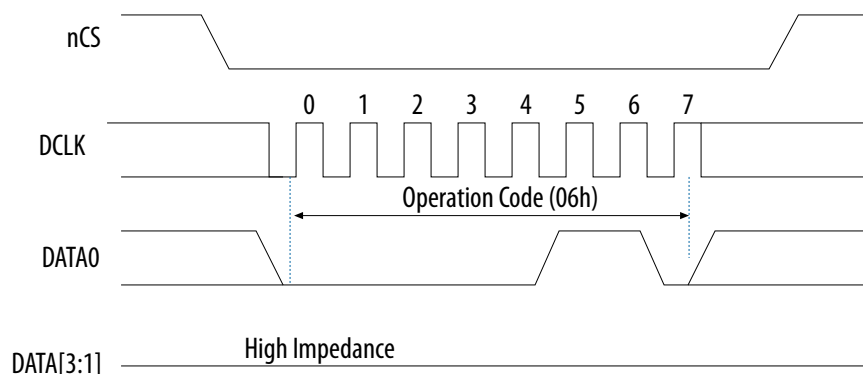 nCS
0 1 2 3 4 5 6 7
DCLK
Operation Code (06h)
DATA0
High Impedance
DATA[3:1]